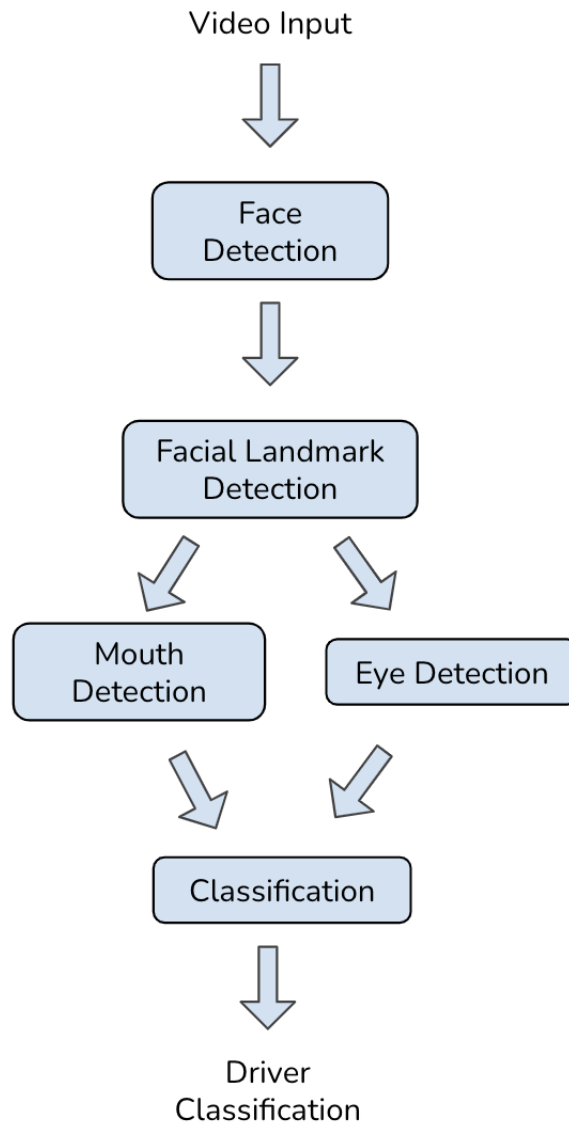 Video Input
Face
Detection
Facial Landmark
Detection
Mouth
Detection
Eye Detection
Classification
Driver
Classification